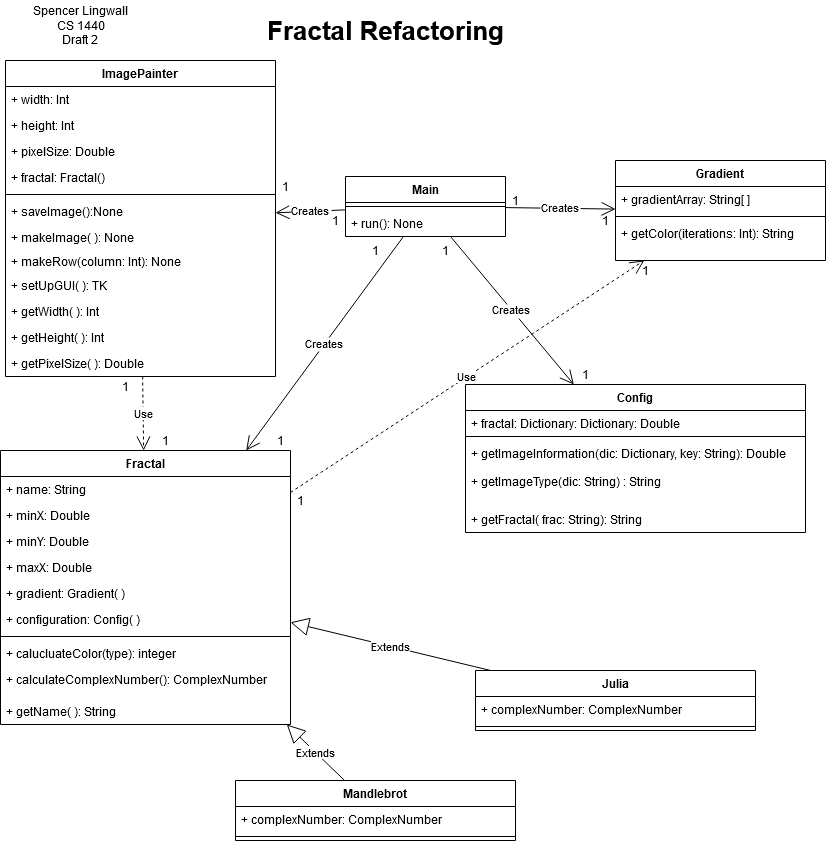 Spencer Lingwall
CS 1440
Draft 2
Fractal Refactoring
ImagePainter
+ width: Int
+ height: Int
+ pixelSize: Double
+ fractal: Fractal()
+ saveImage():None
+ makeImage( ): None
+ makeRow(column: Int): None
+ setUpGUI( ): TK
+ getWidth( ): Int
+ getHeight( ): Int
+ getPixelSize( ): Double
Main
+ run(): None
Gradient
+ gradientArray: String[ ]
+ getColor(iterations: Int): String
1
Creates
1
1
Creates
1
1
Creates
1
1
Creates
1
1
Use
1
1
Use
1
Config
+ fractal: Dictionary: Dictionary: Double
+ getImageInformation(dic: Dictionary, key: String): Double
+ getImageType(dic: String) : String
+ getFractal( frac: String): String
Fractal
+ name: String
+ minX: Double
+ minY: Double
+ maxX: Double
+ gradient: Gradient( )
+ configuration: Config( )
+ calucluateColor(type): integer
+ calculateComplexNumber(): ComplexNumber
+ getName( ): String
Extends
Julia
+ complexNumber: ComplexNumber
Extends
Mandlebrot
+ complexNumber: ComplexNumber